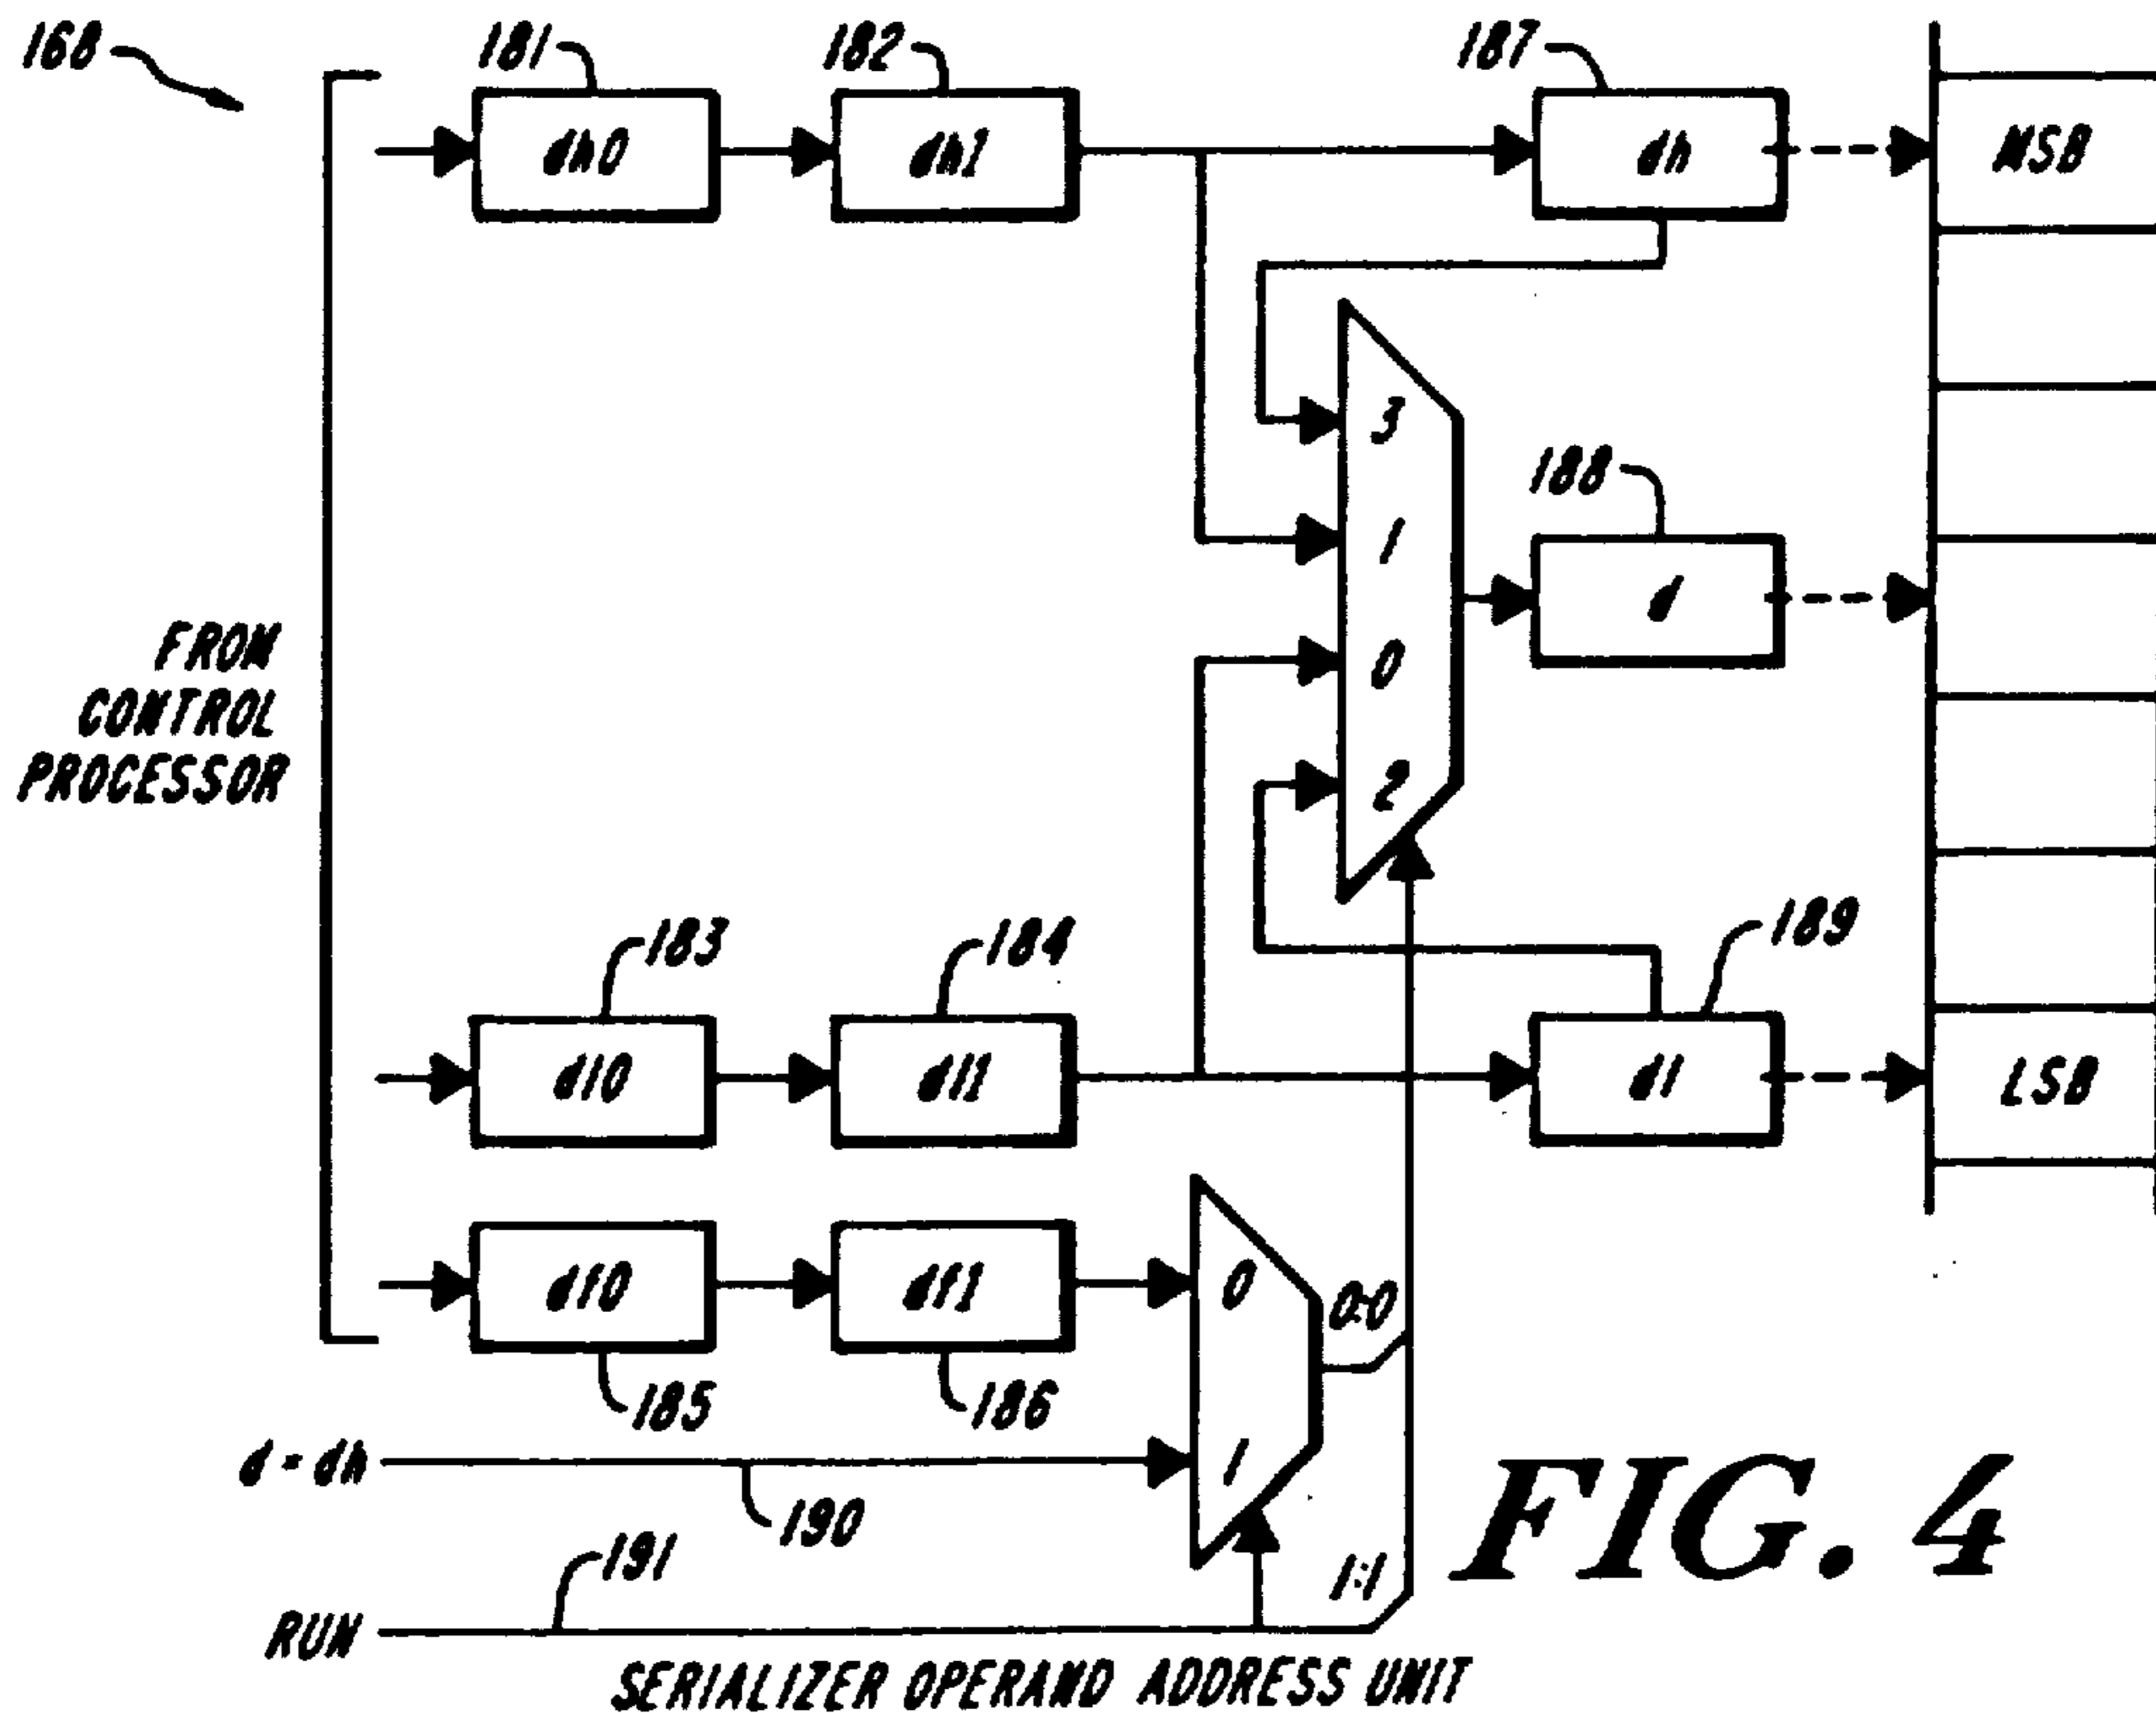 168
181
182
187
dh0
dh1
dh
MSB
3
1
0
2
188
d
FROM
CONTROL
PROCESSOR
183
184
189
dl0
dl1
dl
LSB
dl0
dl1
0
0:0
185
186
d = dh
1
190
191
1:1
RUN
FIG. 4
SERIALIZER OPERAND ADDRESS UNIT